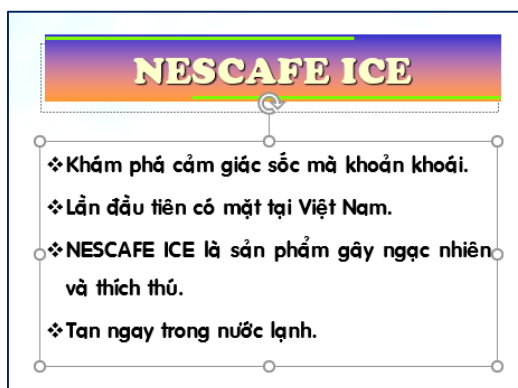 NESCAFE ICE
❖Khám phá cảm giác sốc mà khoản khoái.
❖Lần đầu tiên có mặt tại Việt Nam.
❖NESCAFE ICE là sản phẩm gây ngạc nhiên
và thích thú.
❖Tan ngay trong nước lạnh.